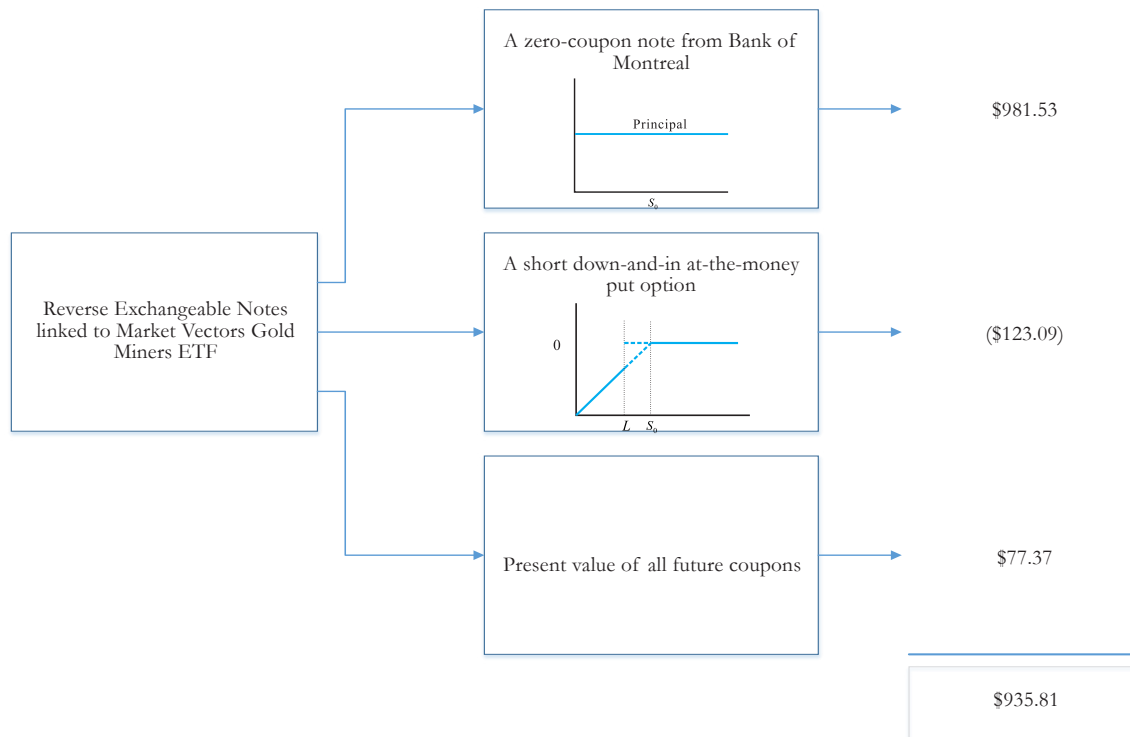 A zero-coupon note from Bank of
Montreal
Principal
S₀
$981.53
Reverse Exchangeable Notes
linked to Market Vectors Gold
Miners ETF
A short down-and-in at-the-money
put option
0
L
S₀
($123.09)
Present value of all future coupons
$77.37
$935.81